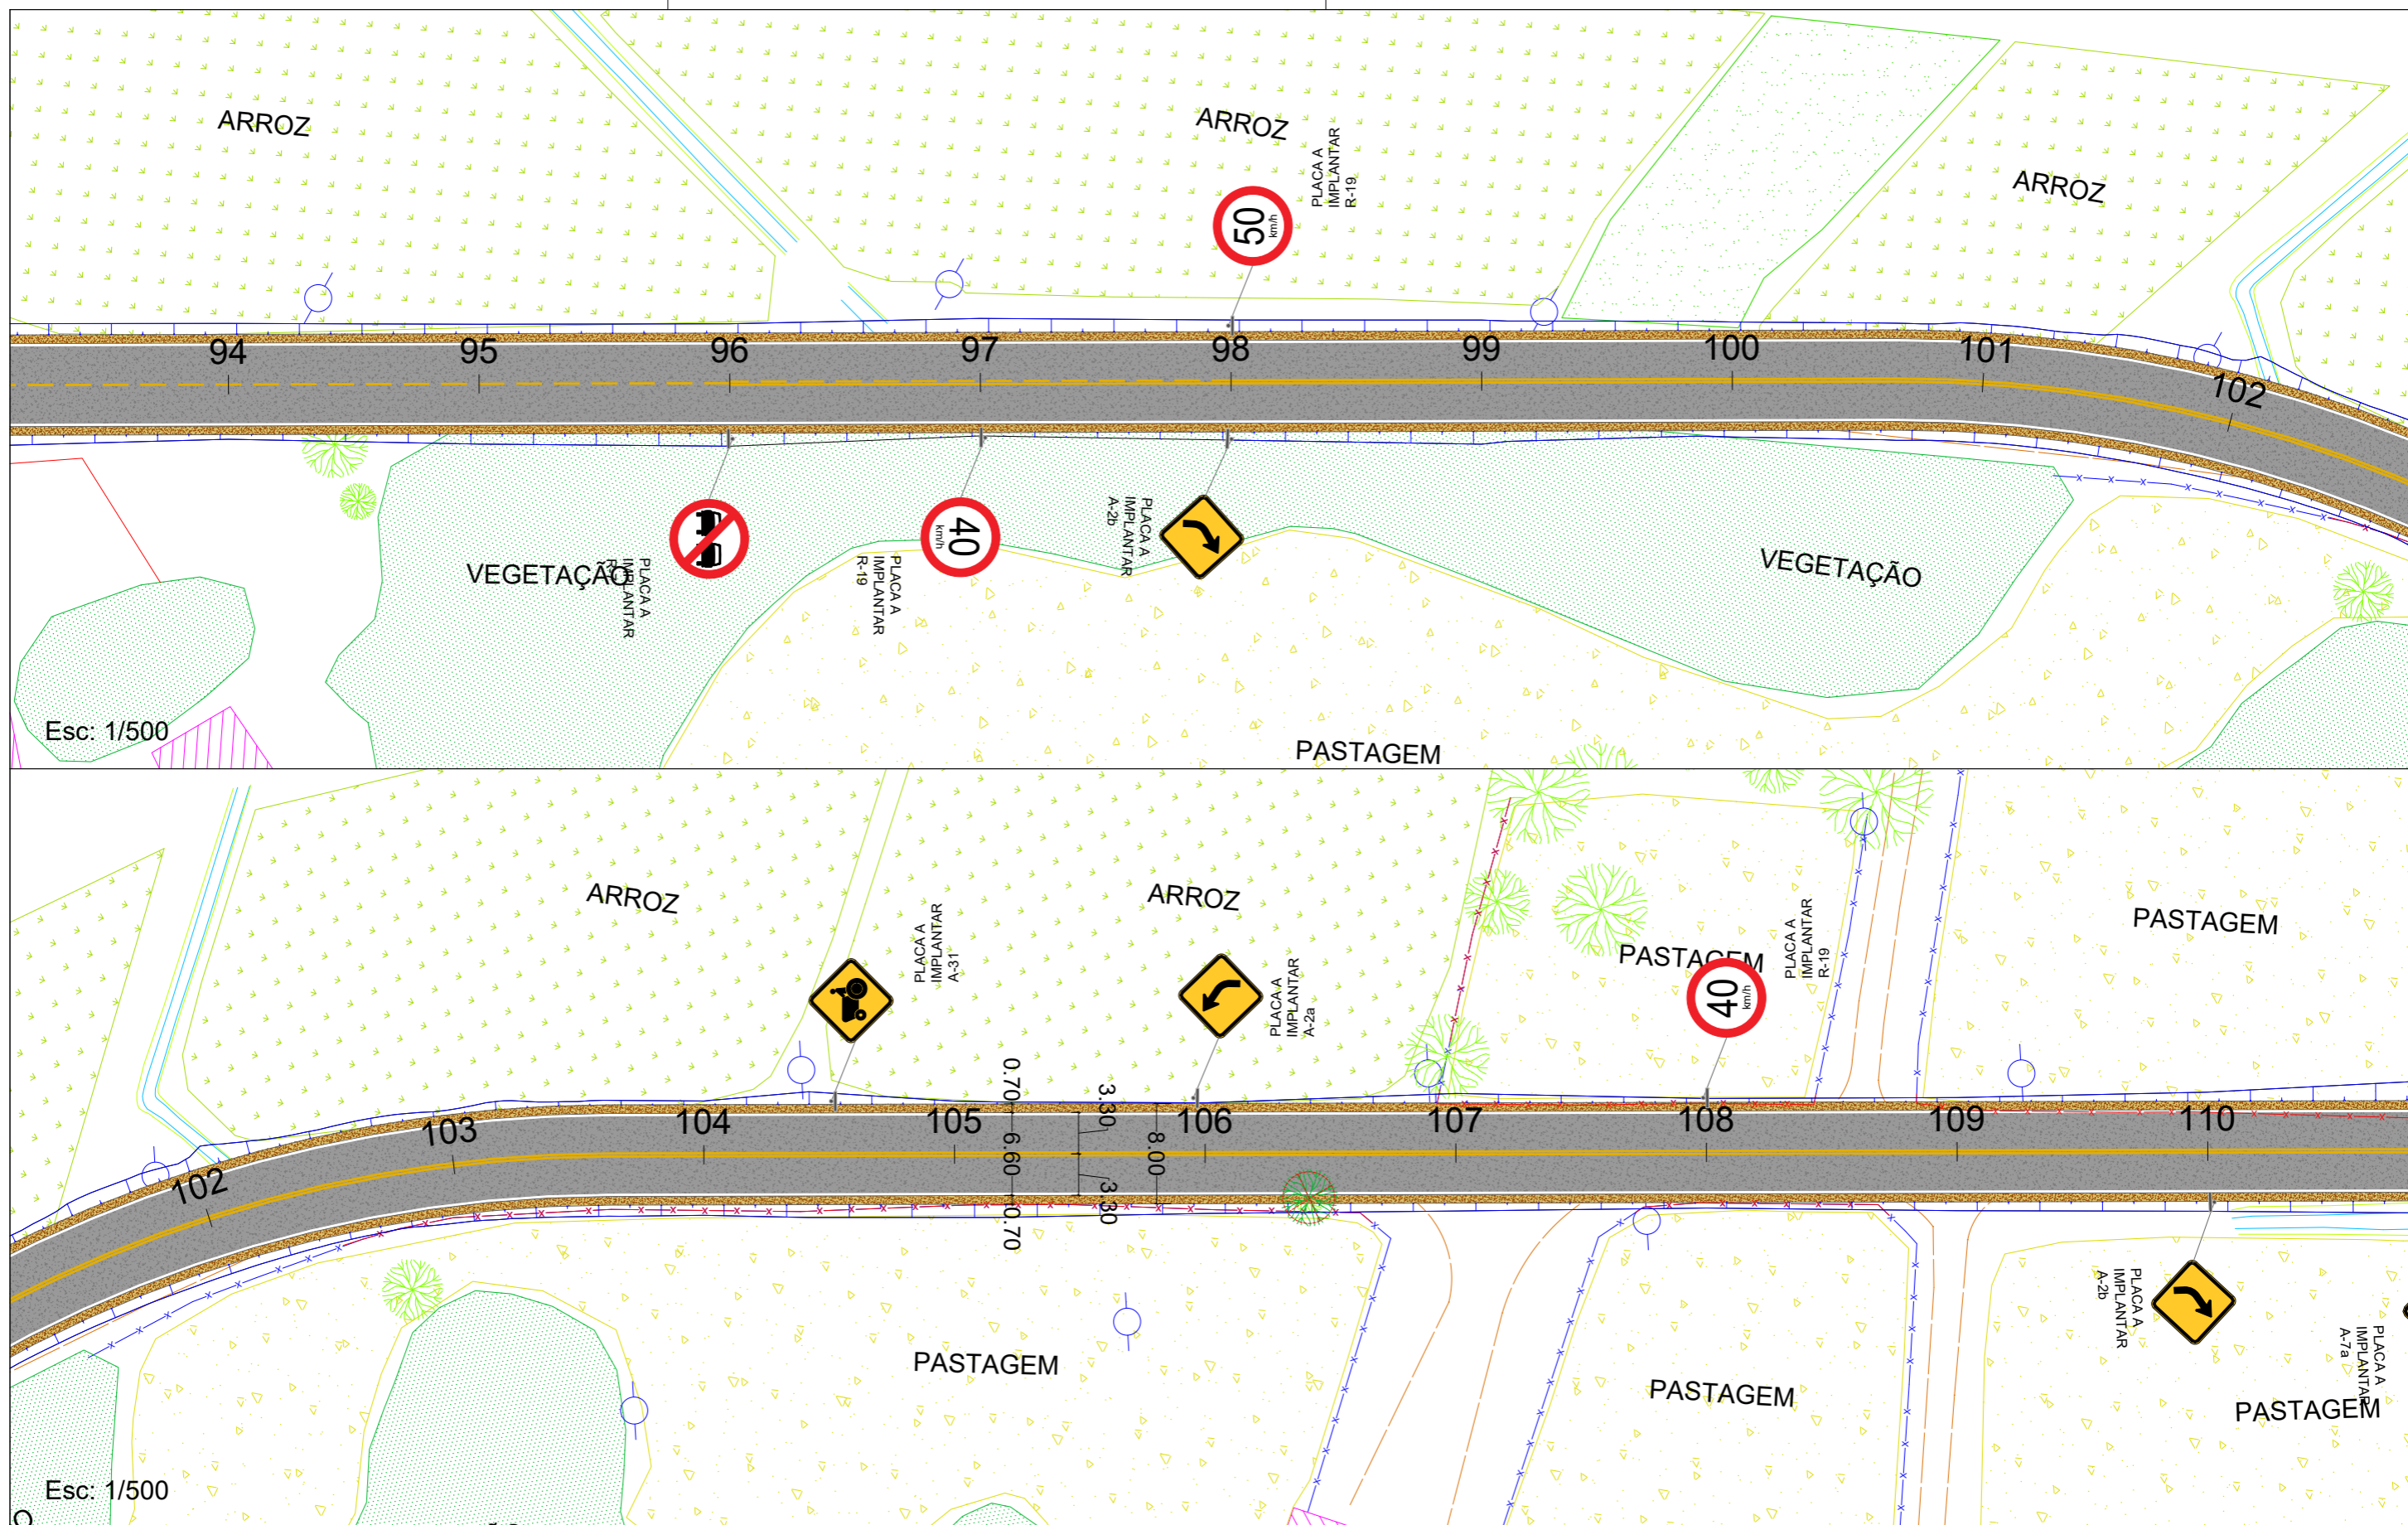 ARROZ
ARROZ
ARROZ
PLACA A
IMPLANTAR
R-19
50
km/h
94
95
96
97
98
99
100
101
102
PLACA A
IMPLANTAR
VEGETAÇÃO
40
km/h
PLACA A
IMPLANTAR
R-19
PLACA A
IMPLANTAR
A-2b
VEGETAÇÃO
Esc: 1/500
PASTAGEM
ARROZ
PLACA A
IMPLANTAR
A-31
ARROZ
PLACA A
IMPLANTAR
A-2a
PASTAGEM
40
km/h
PLACA A
IMPLANTAR
R-19
PASTAGEM
102
103
104
105
106
107
108
109
110
0.70
6.60
0.70
3.30
3.30
8.00
PASTAGEM
PASTAGEM
PLACA A
IMPLANTAR
A-2b
PLACA A
IMPLANTAR
A-7a
PASTAGEM
Esc: 1/500